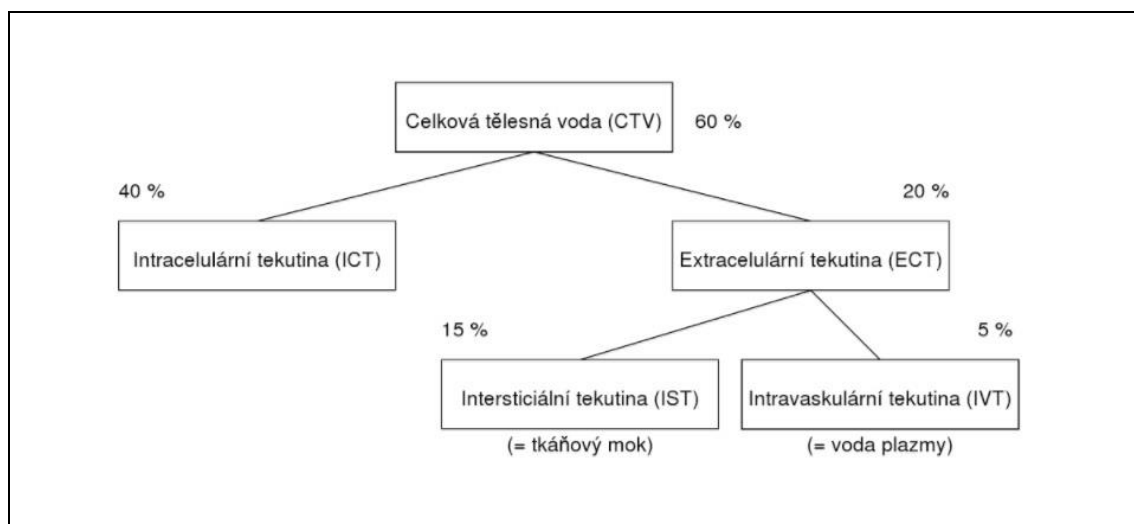 Celková tělesná voda (CTV)
60 %
40 %
20 %
Intracelulární tekutina (ICT)
Extracelulární tekutina (ECT)
15 %
5 %
Intersticiální tekutina (IST)
Intravaskulární tekutina (IVT)
(= tkáňový mok)
(= voda plazmy)